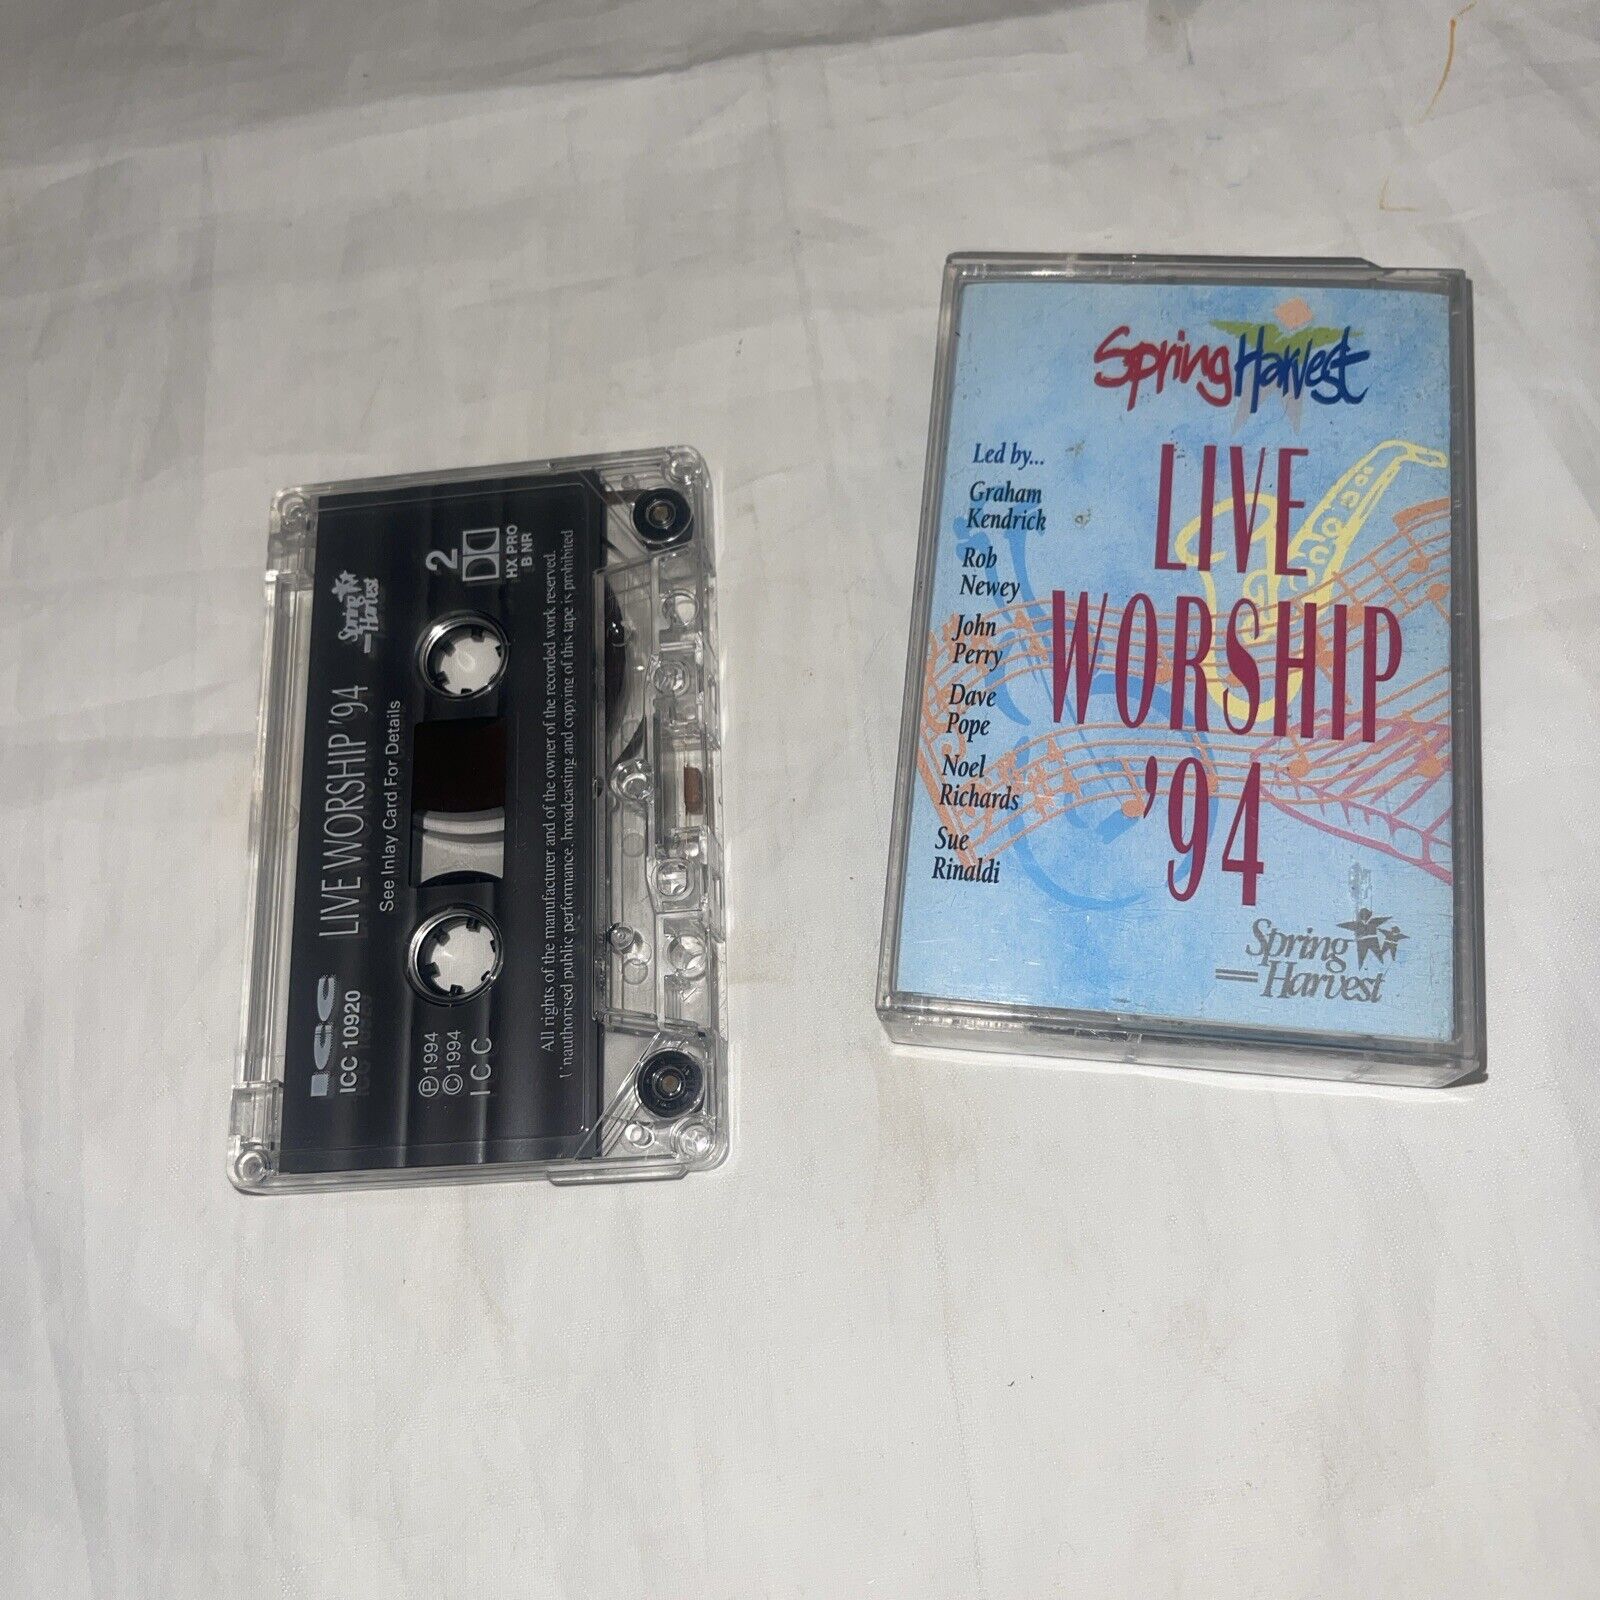 ICC
ICC 10920
LIVE WORSHIP '94
Spring
Harvest
See Inlay Card For Details
2
HX PRO
B NR
Ⓟ1994
©1994
I C C
All rights of the manufacturer and of the owner of the recorded work reserved.
Unauthorised public performance, broadcasting and copying of this tape is prohibited
Spring Harvest
Led by...
Graham
Kendrick
Rob
Newey
John
Perry
Dave
Pope
Noel
Richards
Sue
Rinaldi
LIVE
WORSHIP
'94
Spring
Harvest